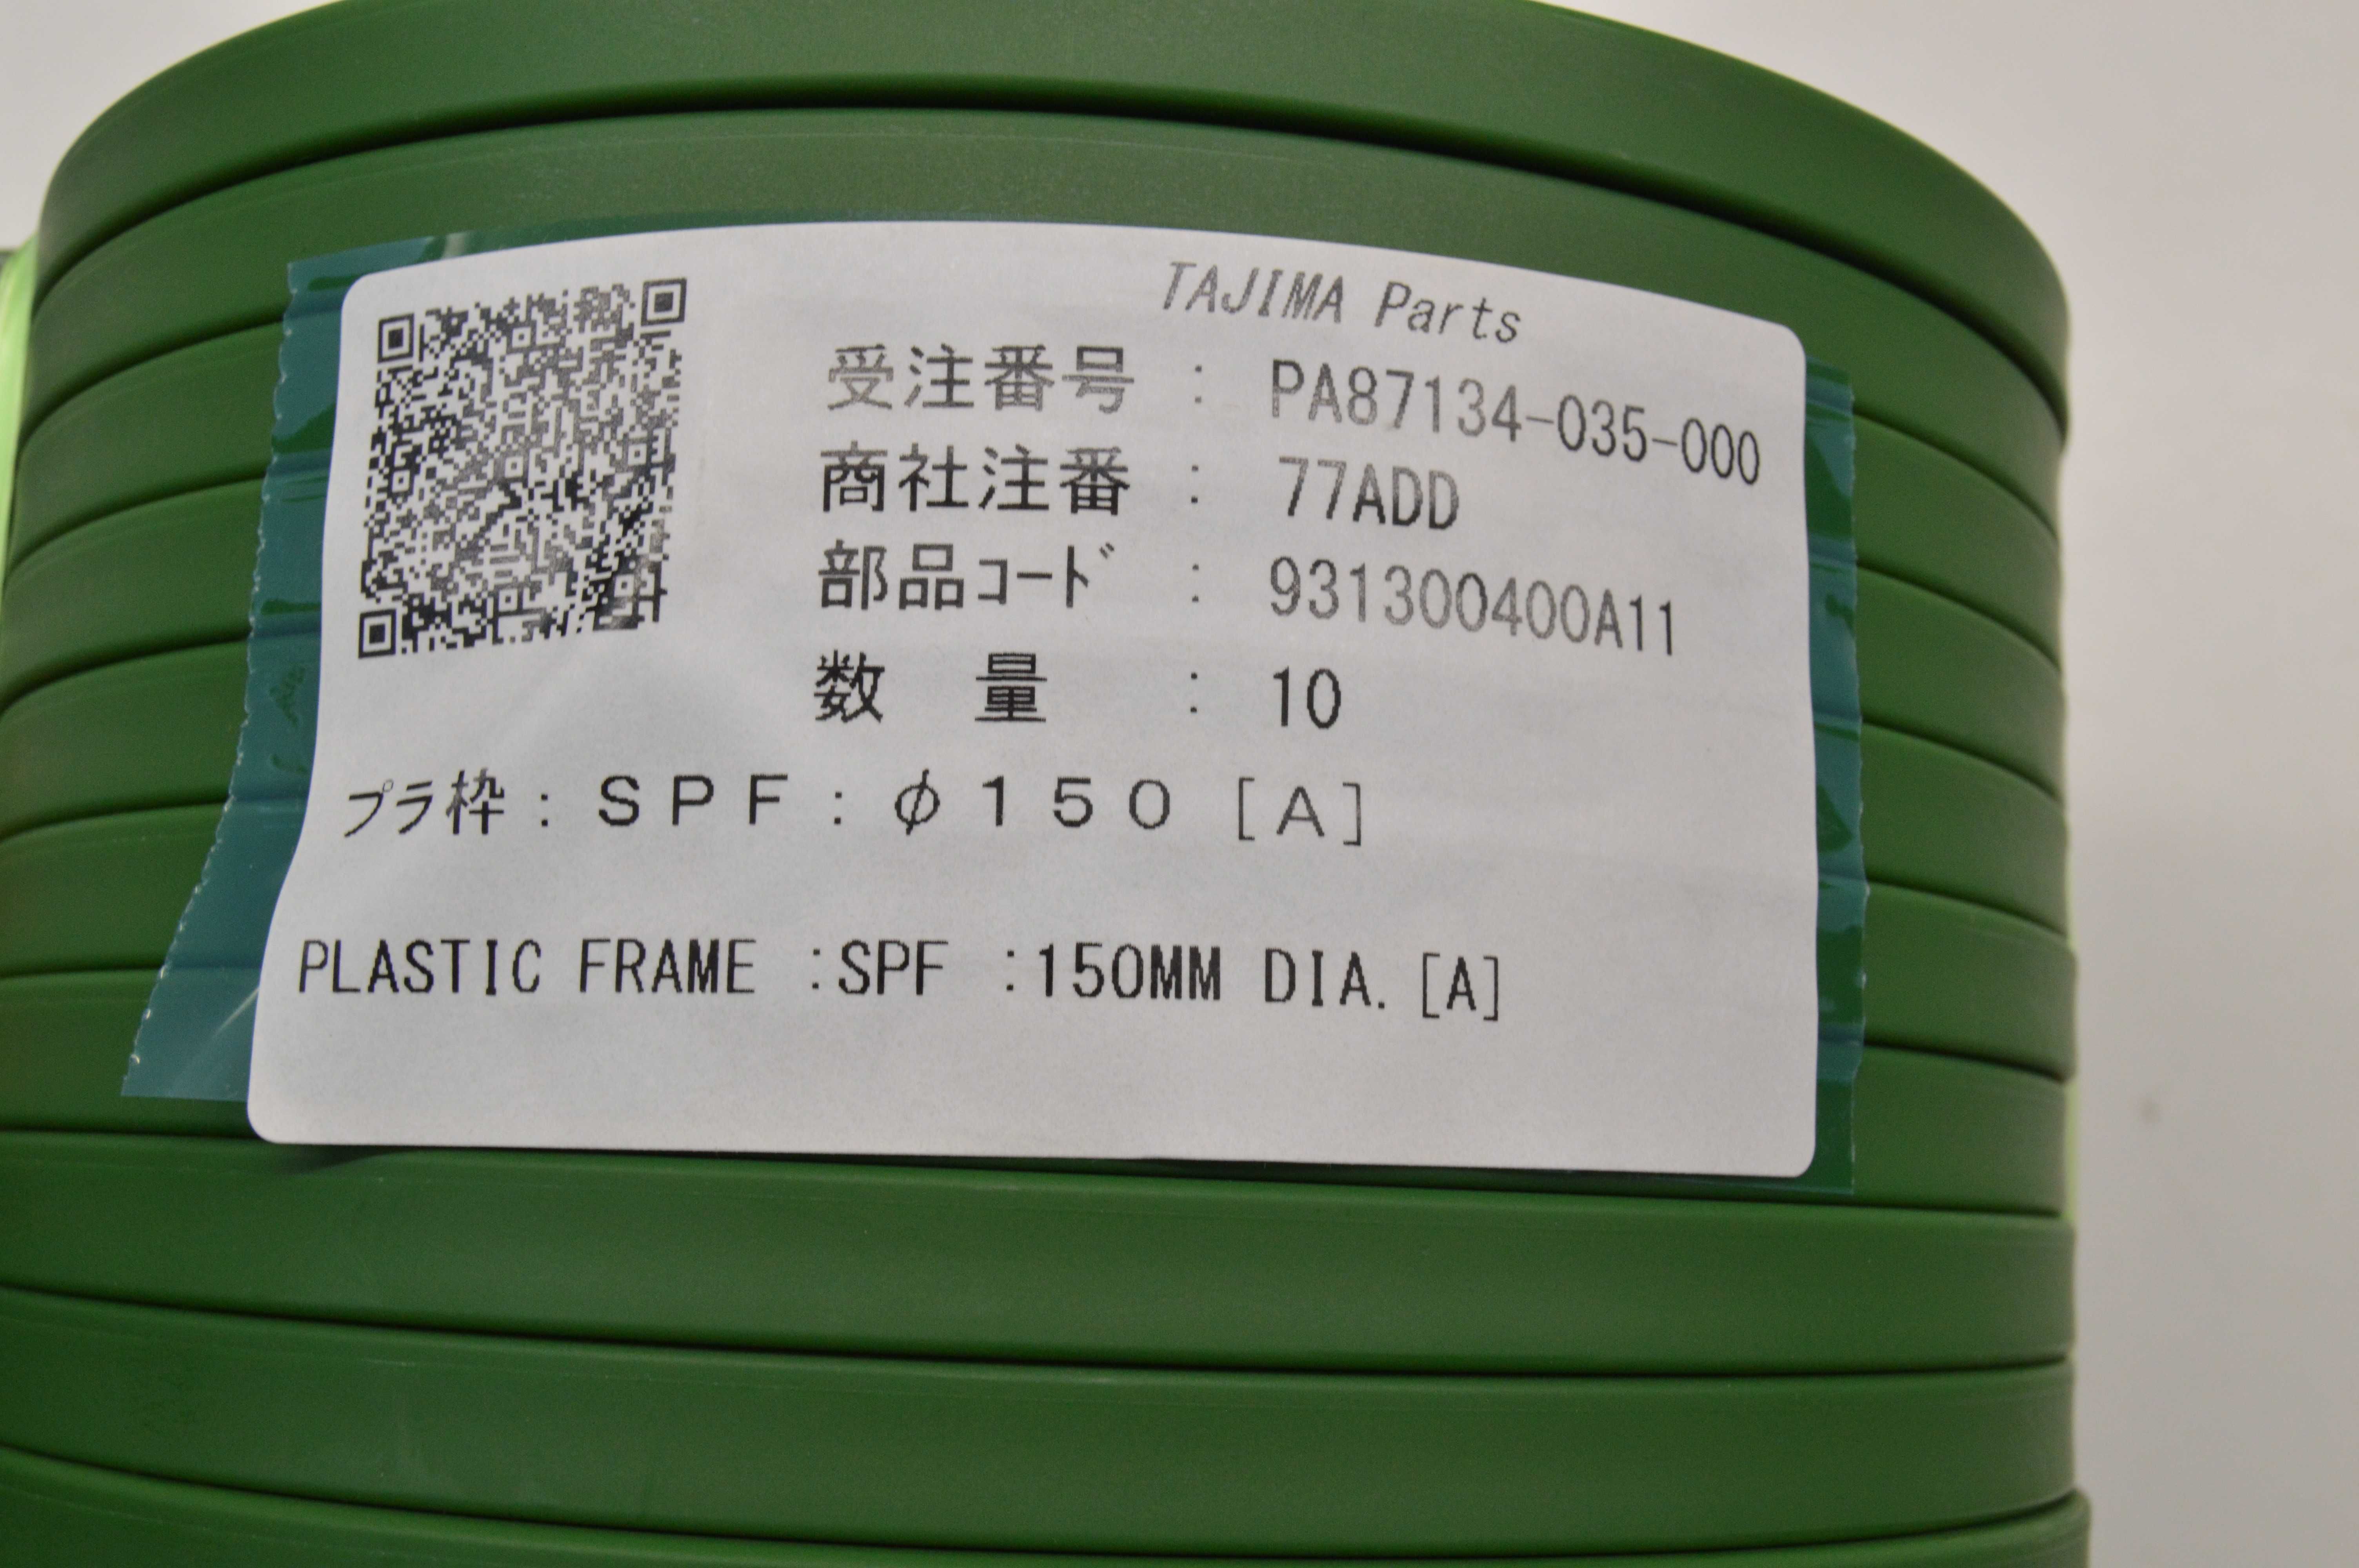 TAJIMA Parts
受注番号 : PA87134-035-000
商社注番 : 77ADD
部品ｺｰﾄﾞ : 931300400A11
数 量 : 10
プラ枠：ＳＰＦ：φ１５０［Ａ］
PLASTIC FRAME :SPF :150MM DIA.[A]